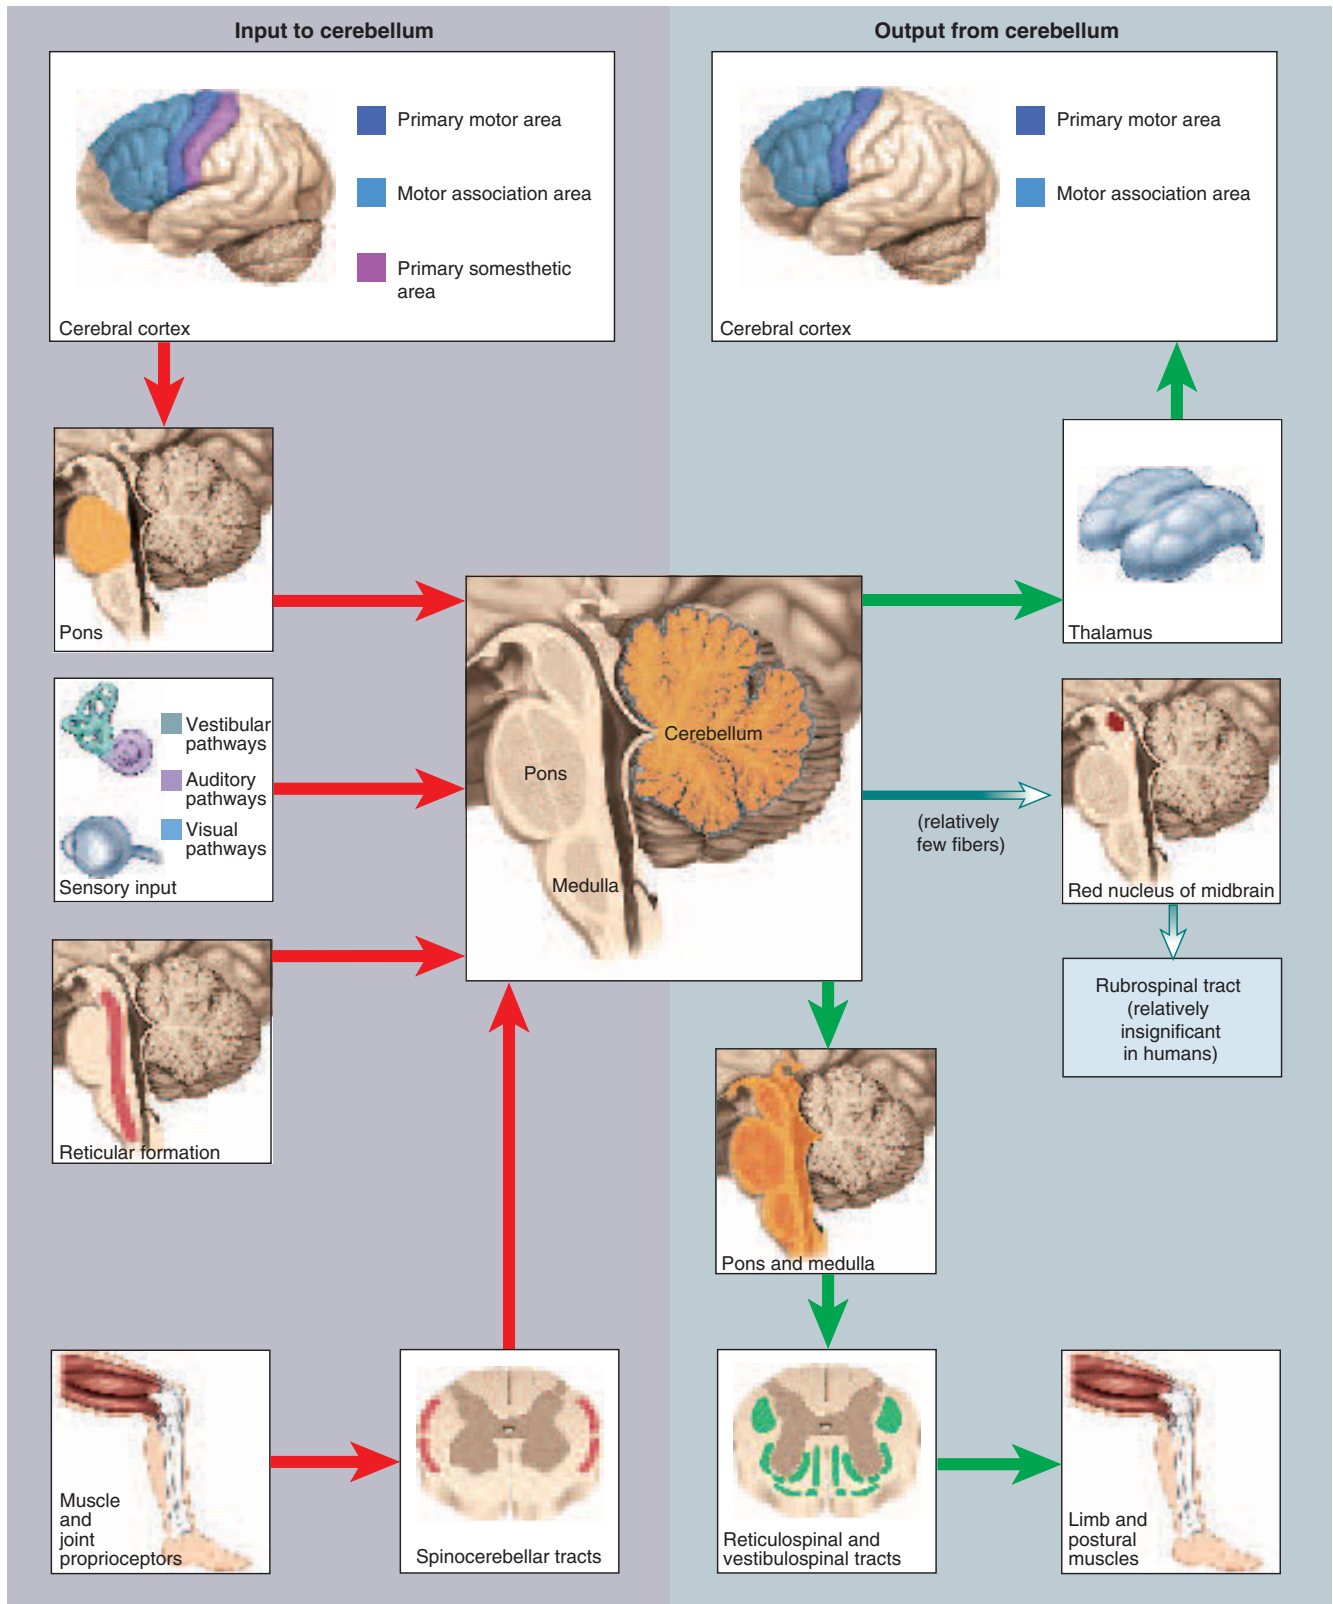 Input to cerebellum
Primary motor area
Motor association area
Primary somesthetic
area
Cerebral cortex
Pons
Vestibular
pathways
Auditory
pathways
Visual
pathways
Sensory input
Reticular formation
Muscle
and
joint
proprioceptors
Spinocerebellar tracts
Pons
Cerebellum
Medulla
Output from cerebellum
Primary motor area
Motor association area
Cerebral cortex
Thalamus
(relatively
few fibers)
Red nucleus of midbrain
Rubrospinal tract
(relatively
insignificant
in humans)
Pons and medulla
Reticulospinal and
vestibulospinal tracts
Limb and
postural
muscles